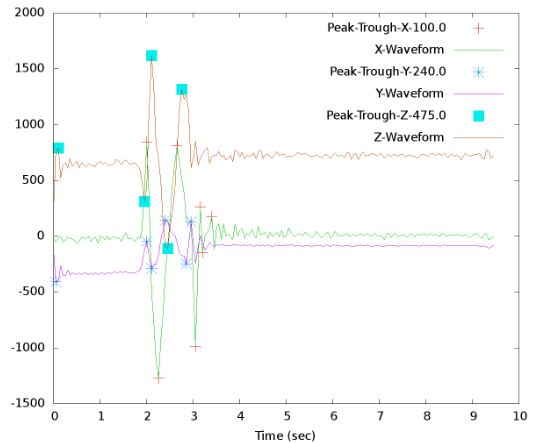 2000
1500
1000
500
0
-500
-1000
-1500
Peak-Trough-X-100.0
X-Waveform
Peak-Trough-Y-240.0
Y-Waveform
Peak-Trough-Z-475.0
Z-Waveform
0 1 2 3 4 5 6 7 8 9 10
Time (sec)